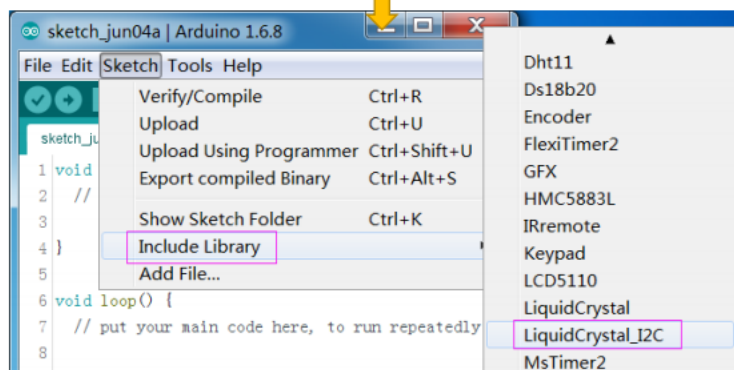 sketch_jun04a | Arduino 1.6.8
File Edit Sketch Tools Help
Verify/Compile Ctrl+R
Upload Ctrl+U
Upload Using Programmer Ctrl+Shift+U
Export compiled Binary Ctrl+Alt+S
Show Sketch Folder Ctrl+K
Include Library
Add File...
sketch_ju
1 void
2 //
3
4 }
5
6 void loop() {
7 // put your main code here, to run repeatedly
8
Dht11
Ds18b20
Encoder
FlexiTimer2
GFX
HMC5883L
IRremote
Keypad
LCD5110
LiquidCrystal
LiquidCrystal_I2C
MsTimer2